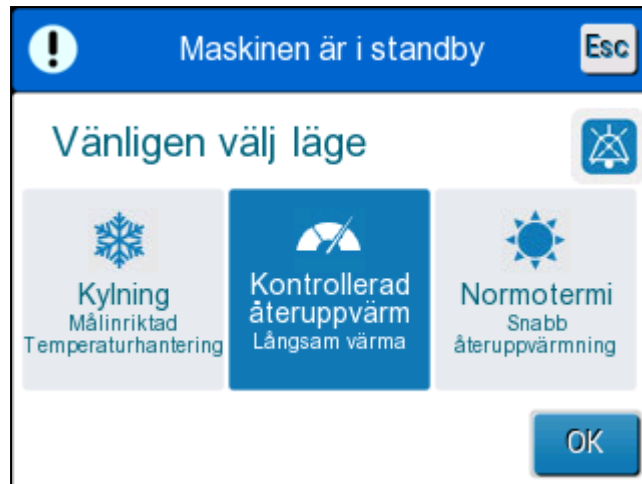 Maskinen är i standby
Esc
Vänligen välj läge
Kylning
Målinriktad
Temperaturhantering
Kontrollerad
återuppvärm
Långsam värma
Normotermi
Snabb
återuppvärmning
OK